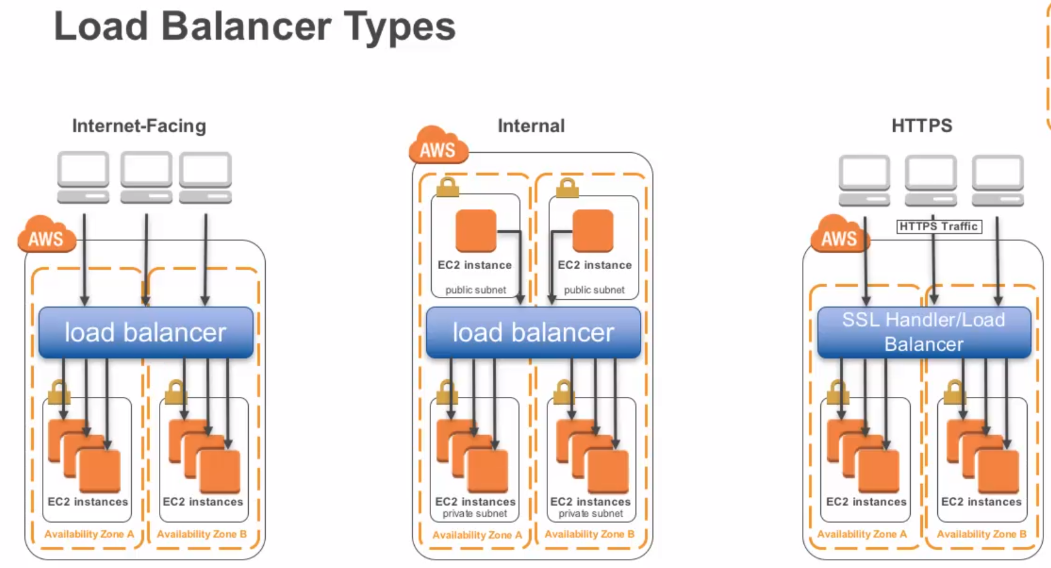 Load Balancer Types
Internet-Facing
AWS
load balancer
EC2 instances
EC2 instances
Availability Zone A
Availability Zone B
Internal
AWS
EC2 instance
public subnet
EC2 instance
public subnet
load balancer
EC2 instances
private subnet
EC2 instances
private subnet
Availability Zone A
Availability Zone B
HTTPS
HTTPS Traffic
AWS
SSL Handler/Load
Balancer
EC2 instances
EC2 instances
Availability Zone A
Availability Zone B